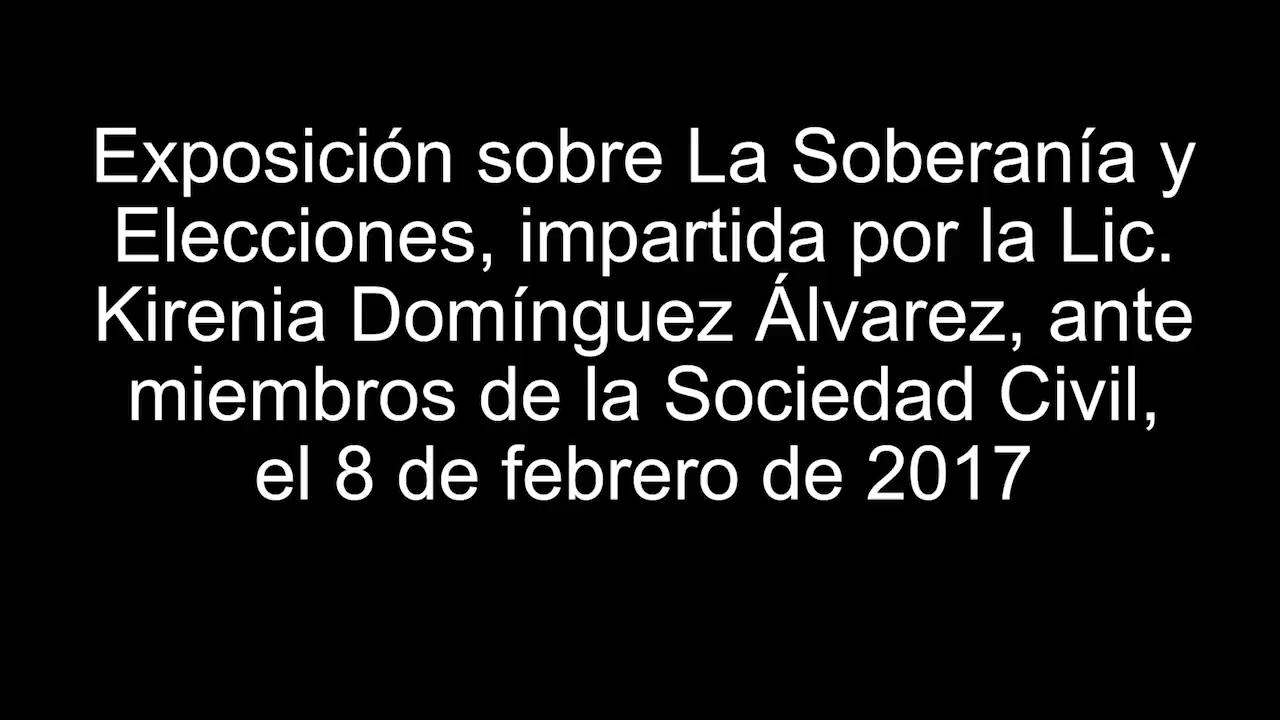 Exposición sobre La Soberanía y
Elecciones, impartida por la Lic.
Kirenia Domínguez Álvarez, ante
miembros de la Sociedad Civil,
el 8 de febrero de 2017